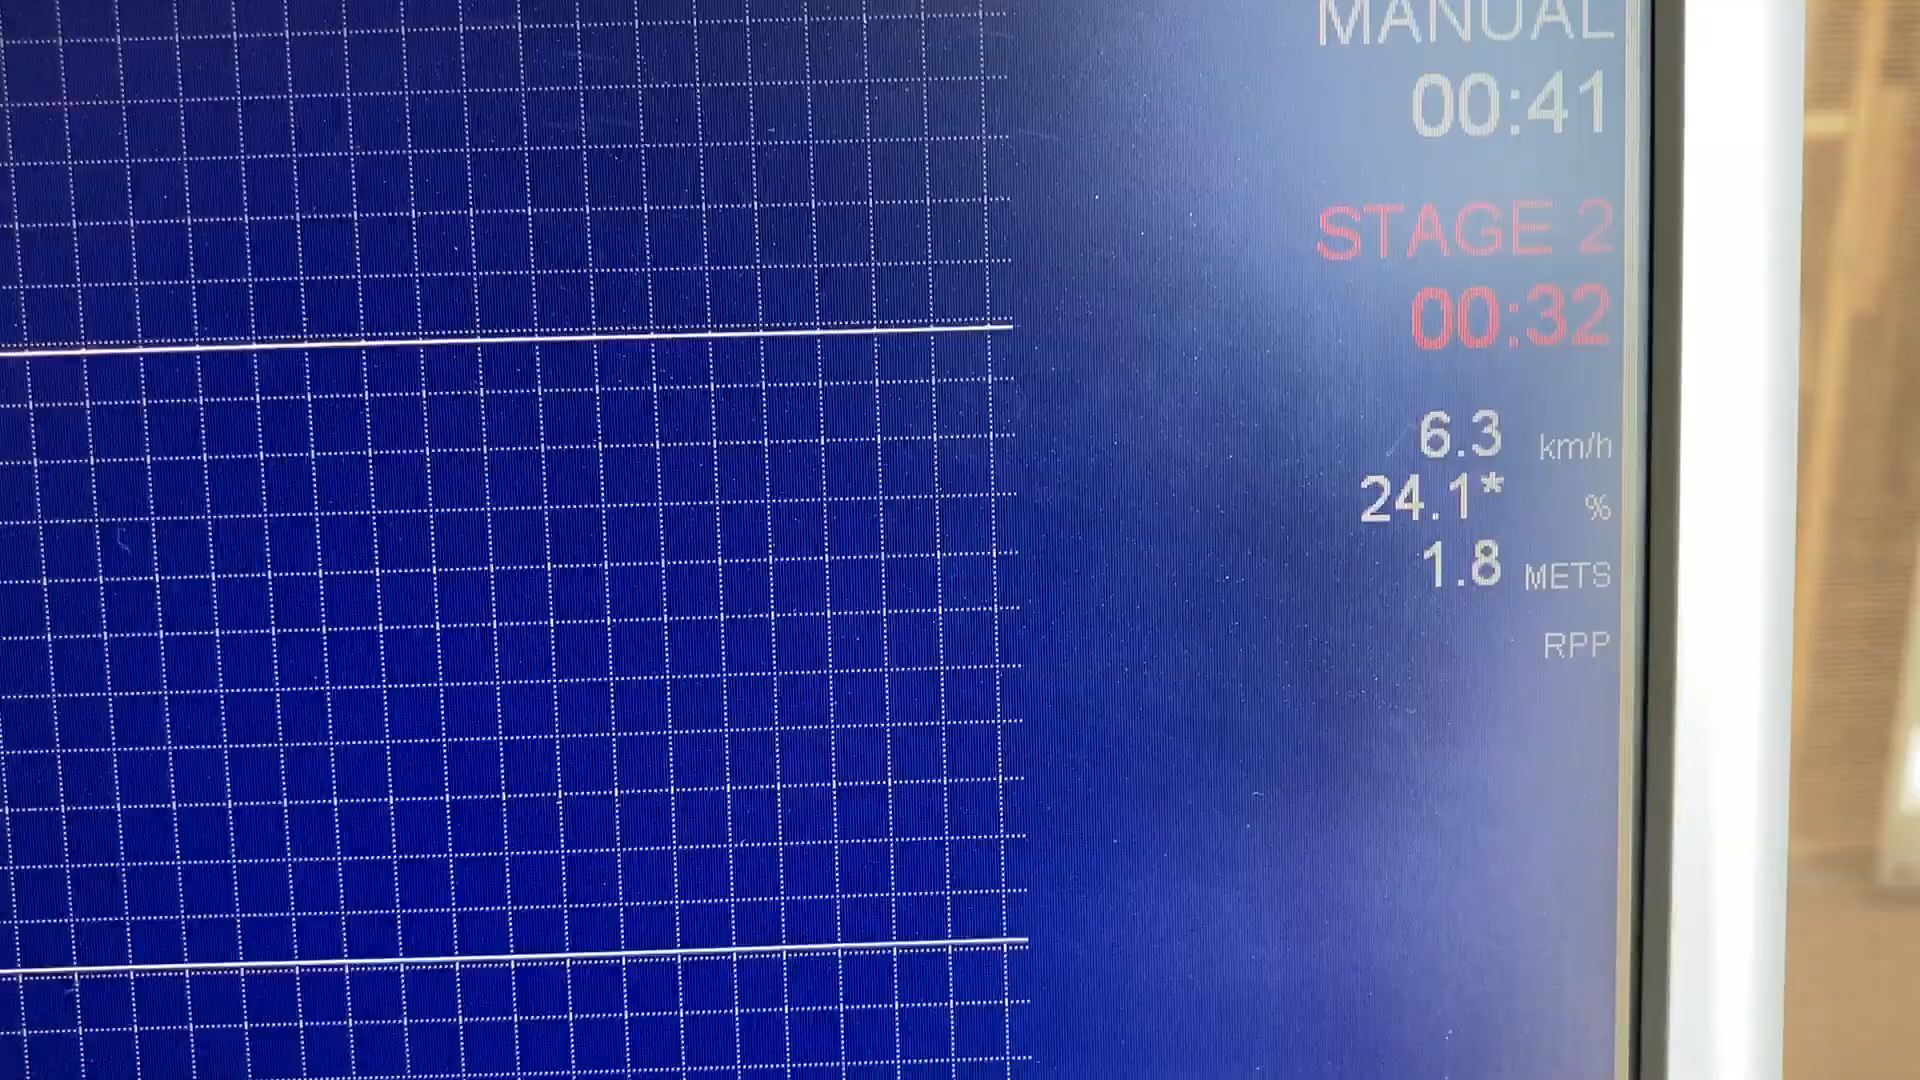 MANUAL
00:41
STAGE 2
00:32
6.3 km/h
24.1* %
1.8 METS
RPP